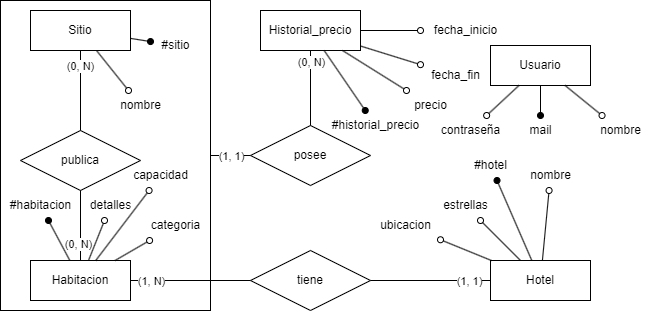 Sitio
#sitio
(0, N)
nombre
publica
capacidad
#habitacion
detalles
categoria
(0, N)
Habitacion
Historial_precio
fecha_inicio
(0, N)
fecha_fin
precio
#historial_precio
(1, 1)
posee
Usuario
contraseña
mail
nombre
#hotel
nombre
estrellas
ubicacion
(1, N)
tiene
(1, 1)
Hotel